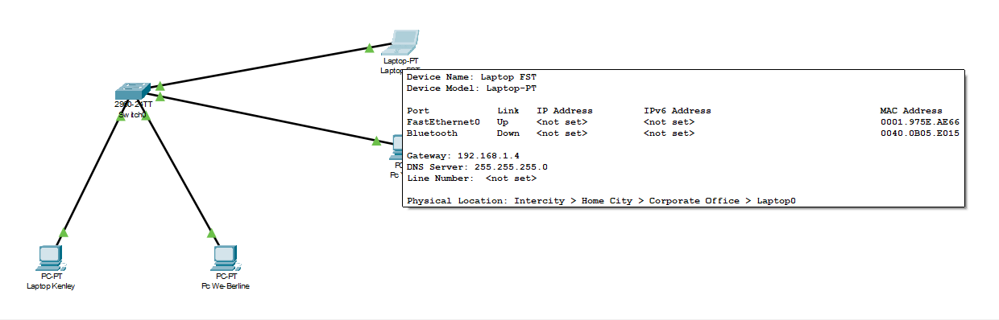 Laptop-PT
Laptop
2960-24TT
Switch0
Device Name: Laptop FST
Device Model: Laptop-PT
Port Link IP Address IPv6 Address MAC Address
FastEthernet0 Up <not set> <not set> 0001.975E.AE66
Bluetooth Down <not set> <not set> 0040.0B05.E015
Gateway: 192.168.1.4
DNS Server: 255.255.255.0
Line Number: <not set>
Physical Location: Intercity > Home City > Corporate Office > Laptop0
Pc
PC-PT
Laptop Kenley
PC-PT
Pc We-Berline